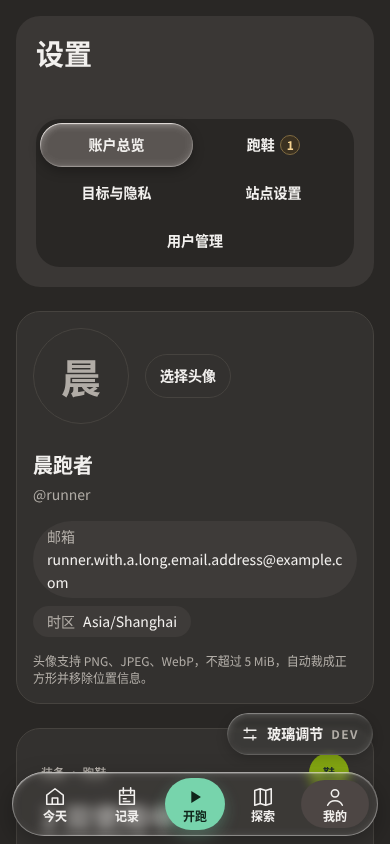 设置
账户总览
跑鞋 1
目标与隐私
站点设置
用户管理
晨
选择头像
晨跑者
@runner
邮箱
runner.with.a.long.email.address@example.c
om
时区 Asia/Shanghai
头像支持 PNG、JPEG、WebP，不超过 5 MiB，自动裁成正
方形并移除位置信息。
玻璃调节 DEV
今天
记录
开跑
探索
我的